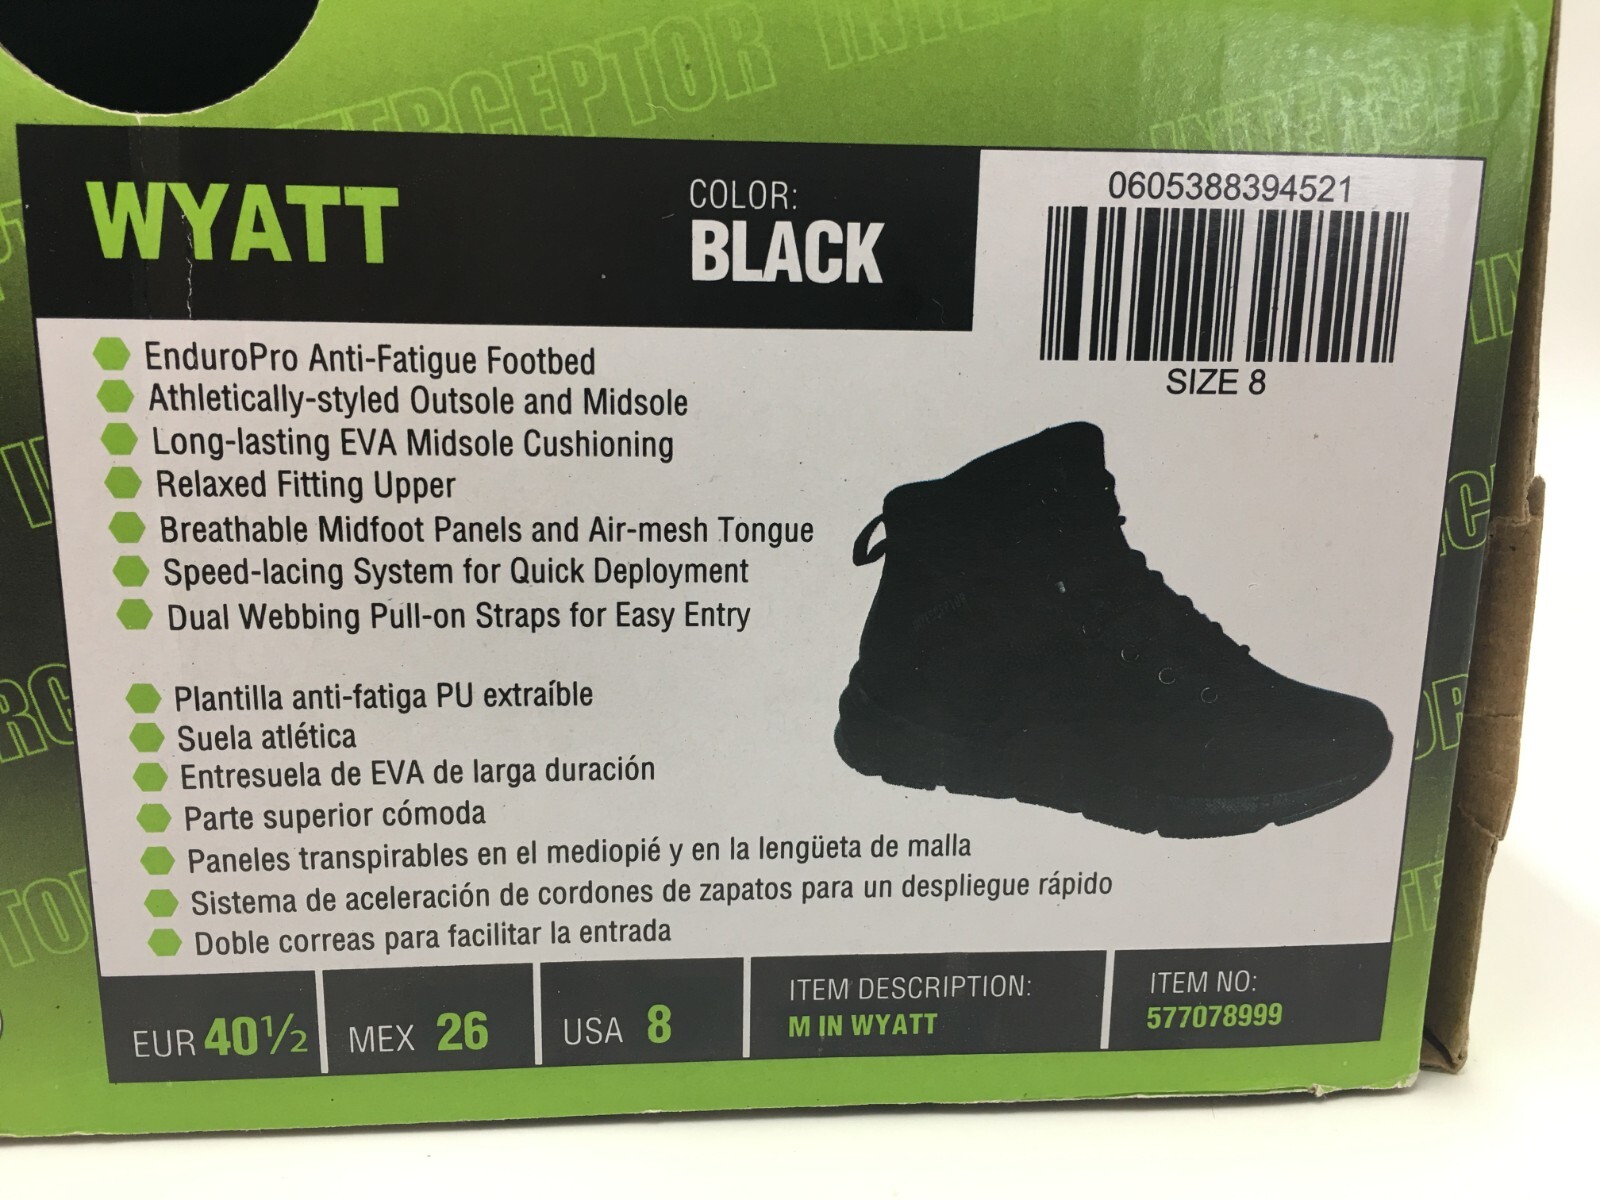 INTERCEPTOR
WYATT
COLOR:
BLACK
0605388394521
SIZE 8
EnduroPro Anti-Fatigue Footbed
Athletically-styled Outsole and Midsole
Long-lasting EVA Midsole Cushioning
Relaxed Fitting Upper
Breathable Midfoot Panels and Air-mesh Tongue
Speed-lacing System for Quick Deployment
Dual Webbing Pull-on Straps for Easy Entry
Plantilla anti-fatiga PU extraíble
Suela atlética
Entresuela de EVA de larga duración
Parte superior cómoda
Paneles transpirables en el mediopié y en la lengüeta de malla
Sistema de aceleración de cordones de zapatos para un despliegue rápido
Doble correas para facilitar la entrada
EUR 40½
MEX 26
USA 8
ITEM DESCRIPTION:
M IN WYATT
ITEM NO:
577078999